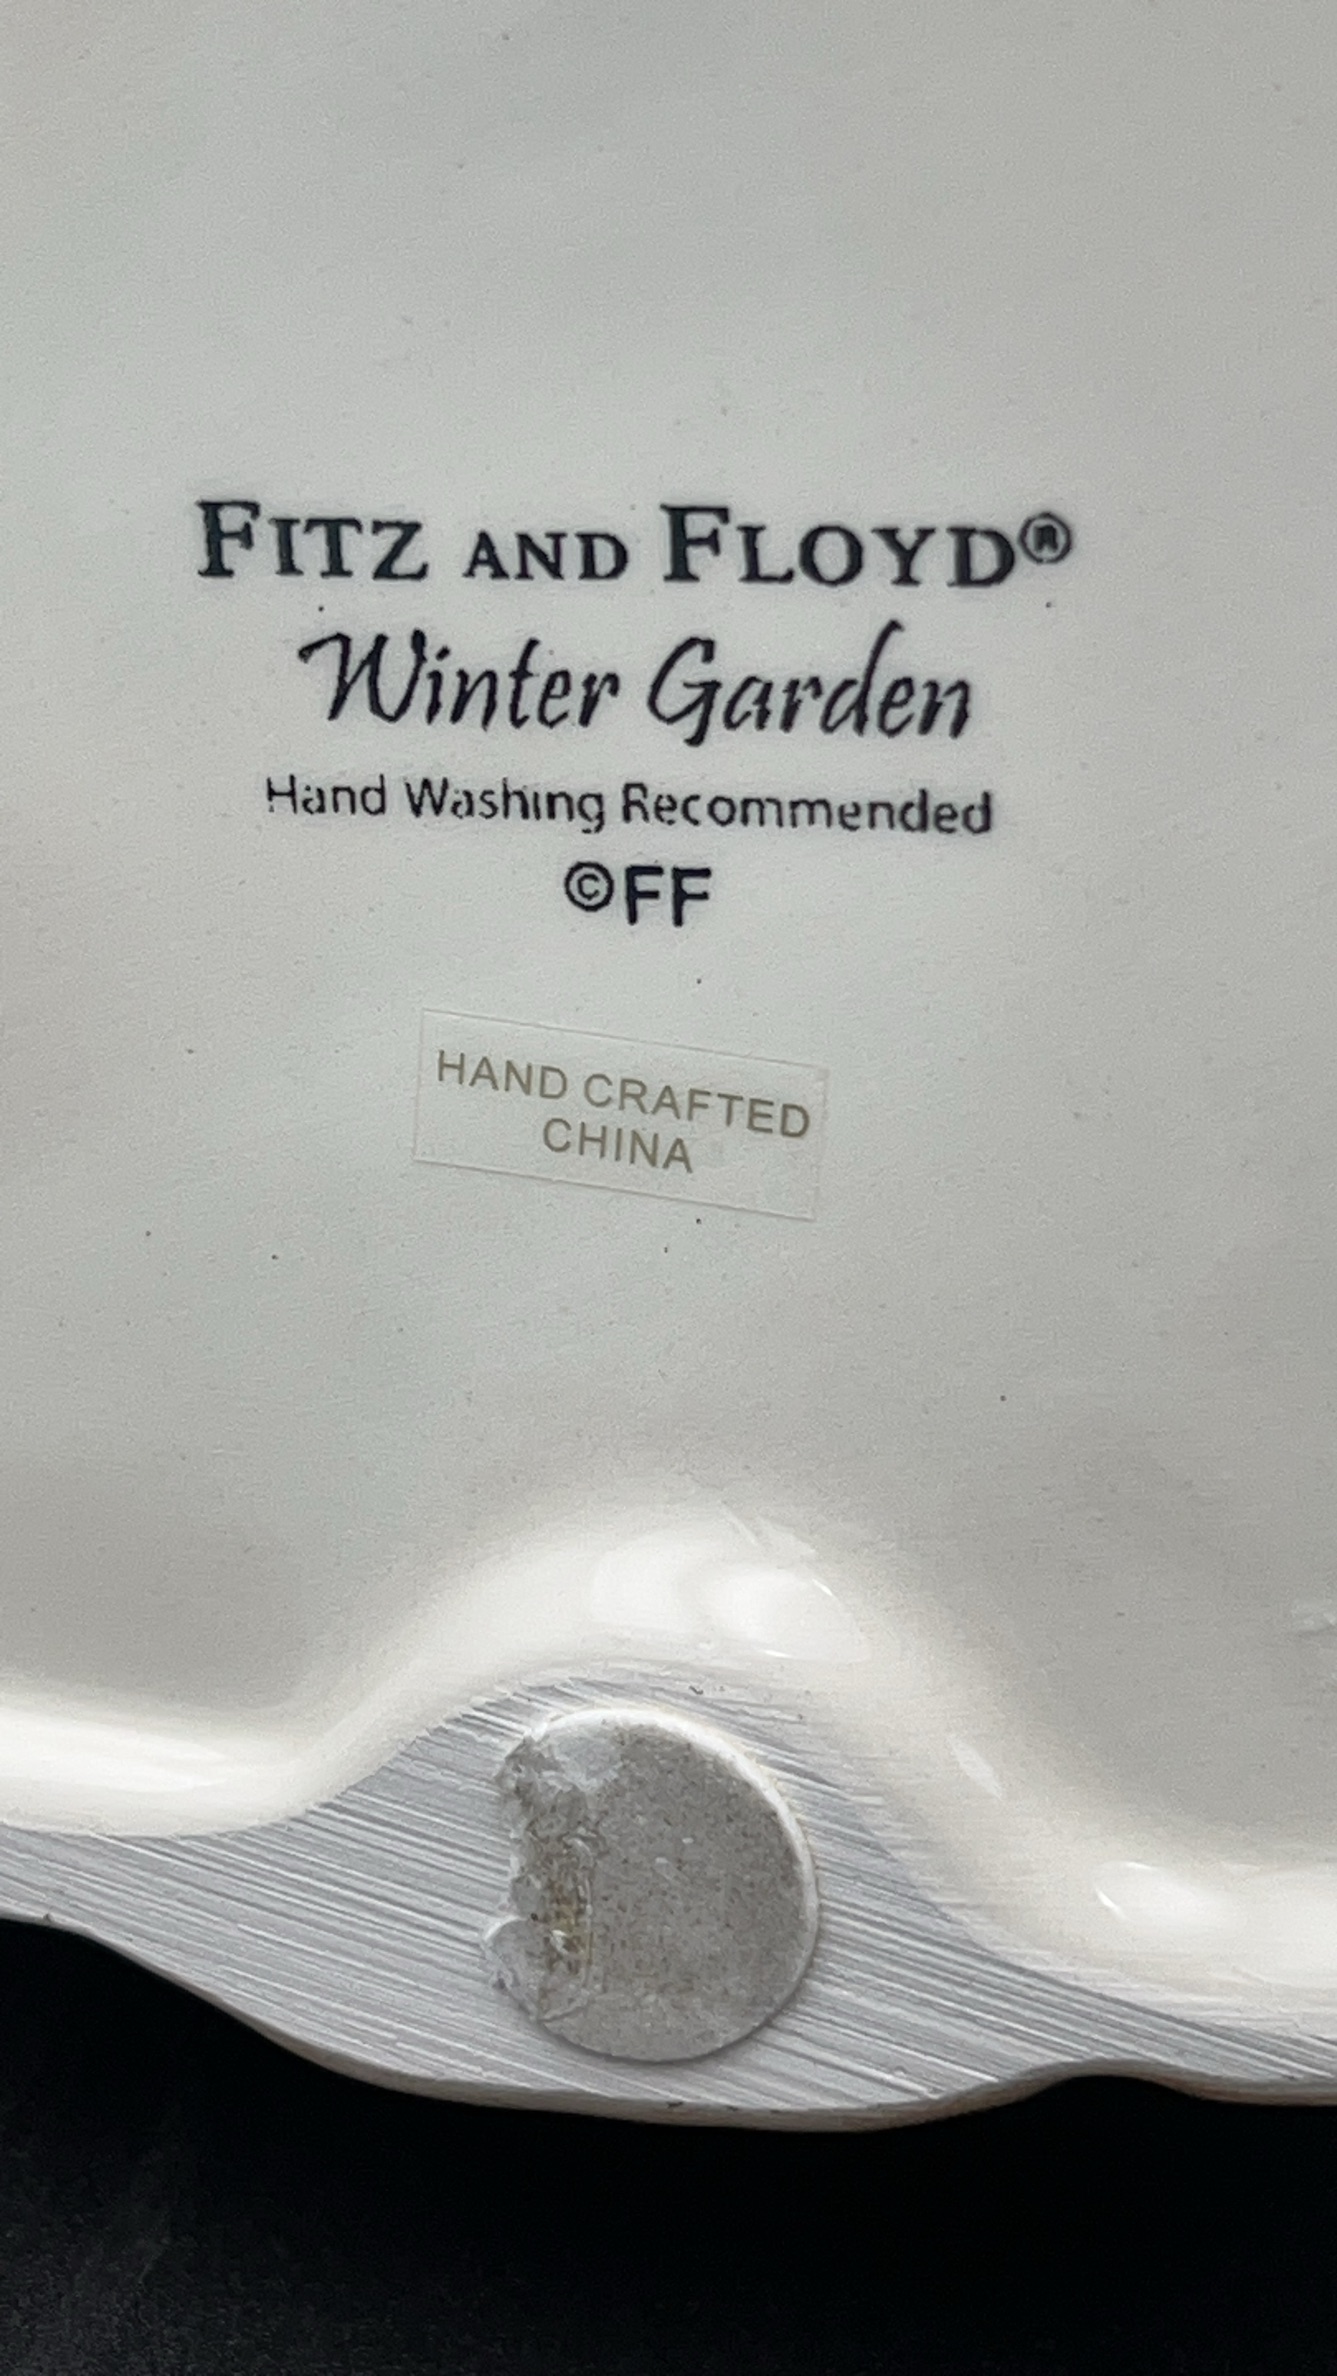 FITZ AND FLOYD®
Winter Garden
Hand Washing Recommended
©FF
HAND CRAFTED
CHINA